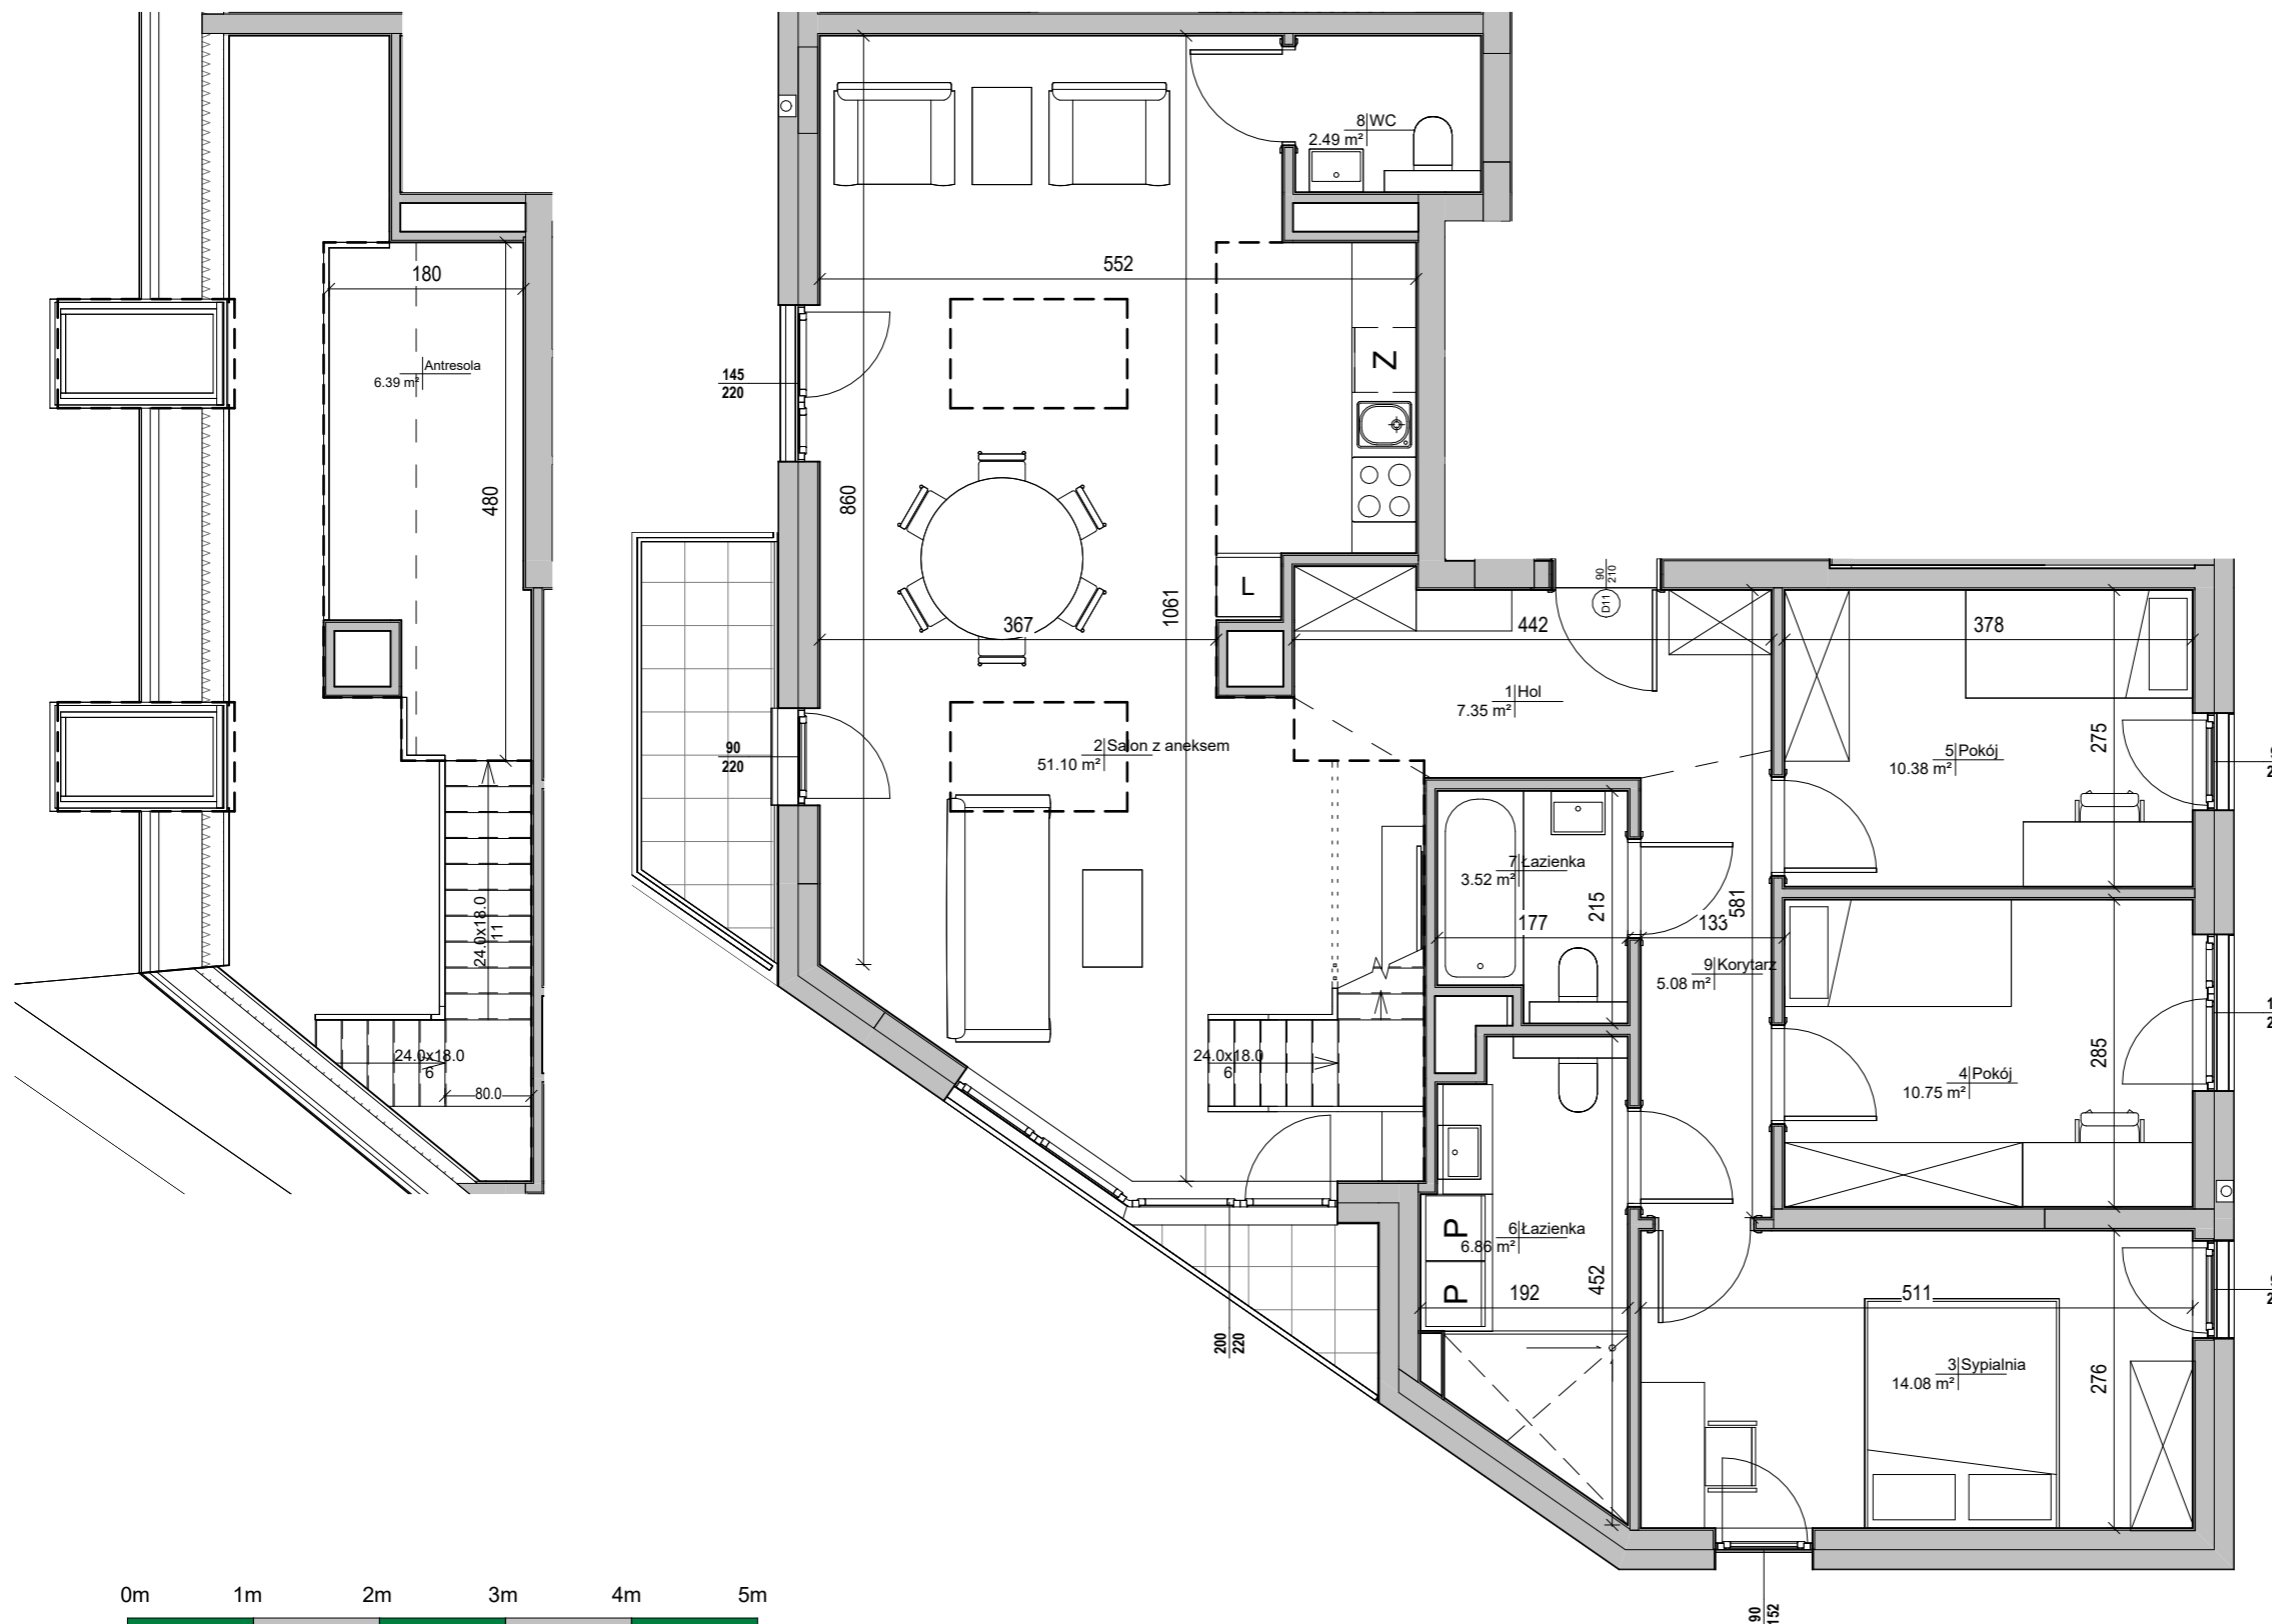 180
Antresola
6.39 m²
480
24.0x18.0
11
24.0x18.0
6
80.0
8 WC
2.49 m²
552
145
220
Z
860
1061
L
90
210
D11
367
442
378
1 Hol
7.35 m²
90
220
2 Salon z aneksem
51.10 m²
5 Pokój
10.38 m²
275
7 Łazienka
3.52 m²
177
215
133
581
9 Korytarz
5.08 m²
24.0x18.0
6
4 Pokój
10.75 m²
285
6 Łazienka
6.86 m²
P
P
192
452
511
200
220
3 Sypialnia
14.08 m²
276
90
152
0m 1m 2m 3m 4m 5m